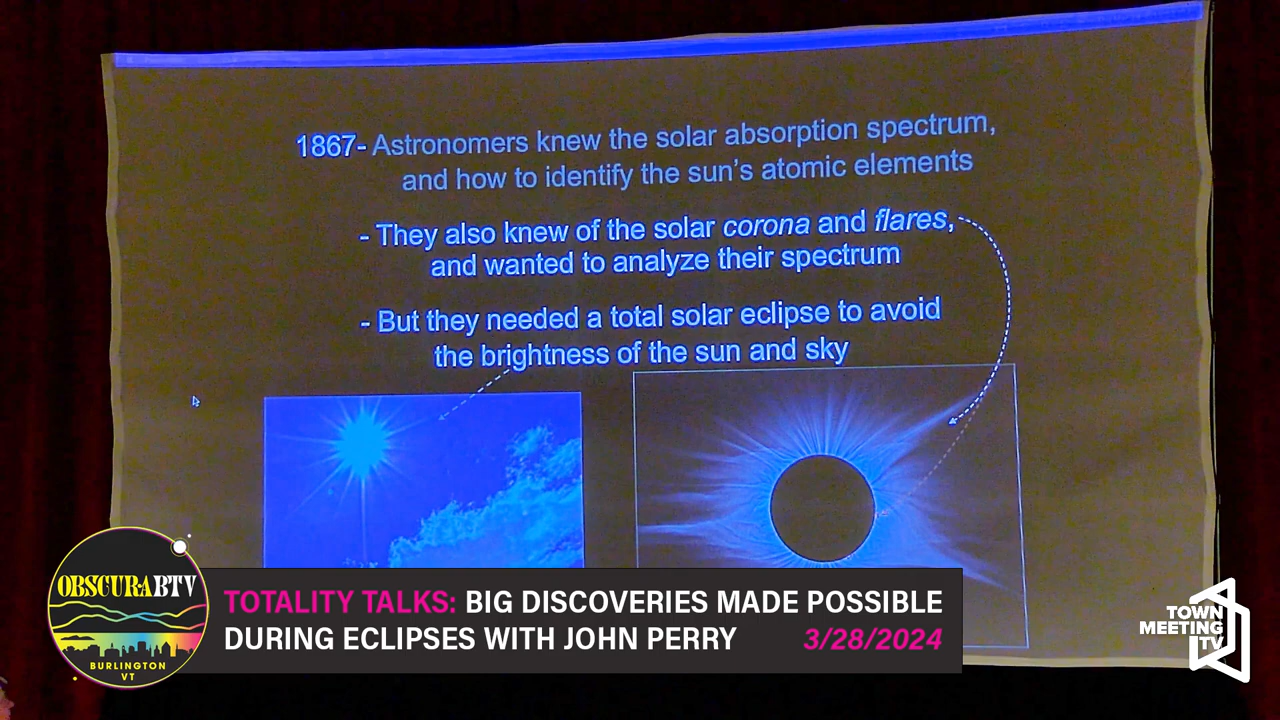 1867- Astronomers knew the solar absorption spectrum,
and how to identify the sun's atomic elements
- They also knew of the solar corona and flares,
and wanted to analyze their spectrum
- But they needed a total solar eclipse to avoid
the brightness of the sun and sky
OBSCURABTV
BURLINGTON
VT
TOTALITY TALKS: BIG DISCOVERIES MADE POSSIBLE
DURING ECLIPSES WITH JOHN PERRY 3/28/2024
TOWN
MEETING
TV